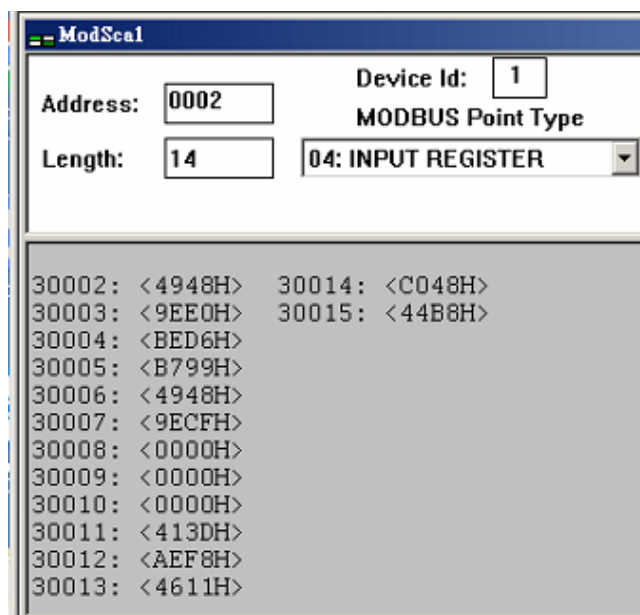 ModSca1
Device Id: 1
Address: 0002
MODBUS Point Type
Length: 14
04: INPUT REGISTER
30002: <4948H> 30014: <C048H>
30003: <9EE0H> 30015: <44B8H>
30004: <BED6H>
30005: <B799H>
30006: <4948H>
30007: <9ECFH>
30008: <0000H>
30009: <0000H>
30010: <0000H>
30011: <413DH>
30012: <AEF8H>
30013: <4611H>